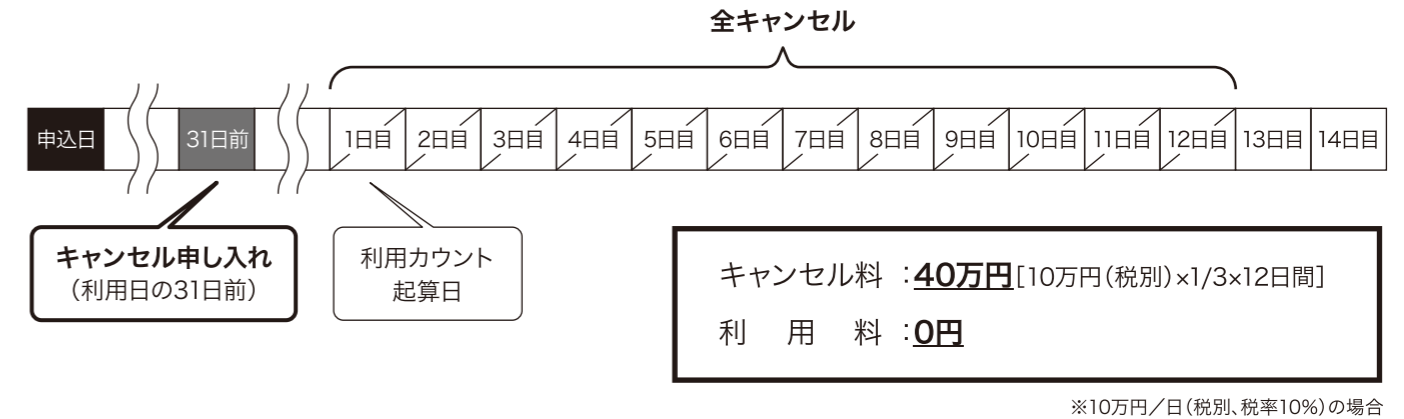 全キャンセル
申込日 31日前 1日目 2日目 3日目 4日目 5日目 6日目 7日目 8日目 9日目 10日目 11日目 12日目 13日目 14日目
キャンセル申し入れ
（利用日の31日前）
利用カウント
起算日
キャンセル料：40万円[10万円（税別）×1/3×12日間]
利用料：0円
※10万円／日（税別、税率10%）の場合